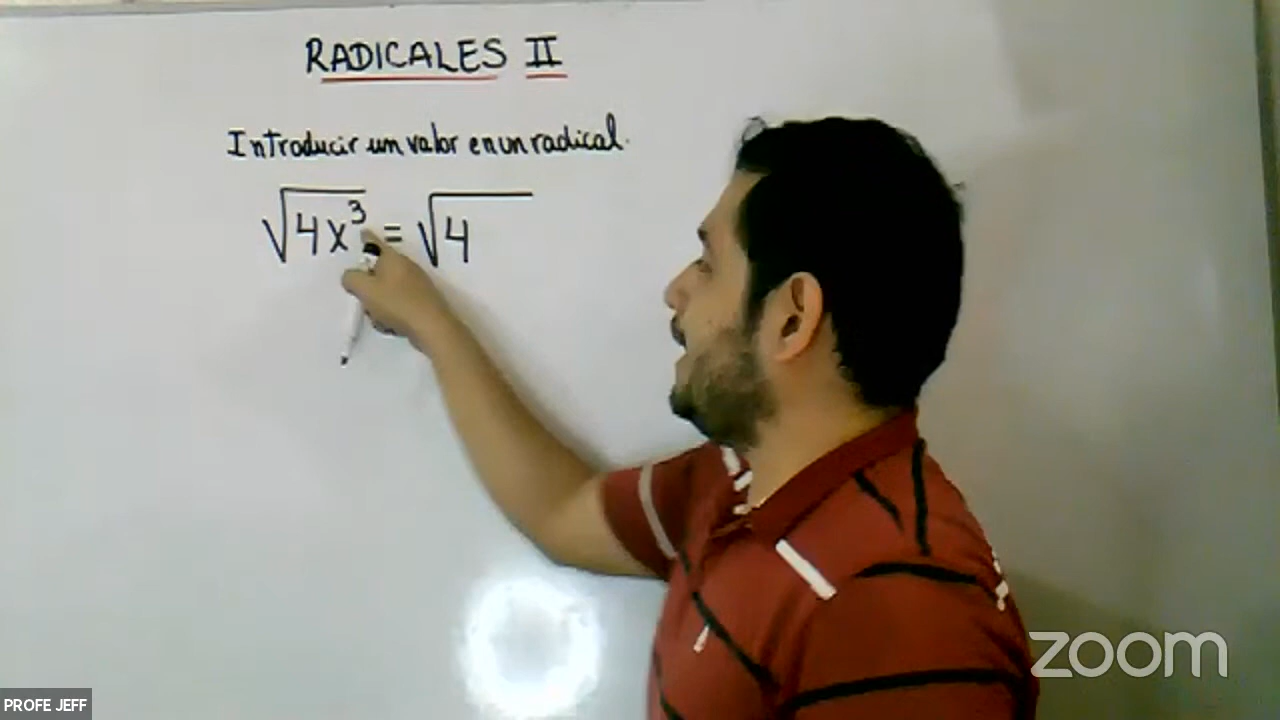 RADICALES II
Introducir un valor en un radical.
√4x³ = √4
zoom
PROFE JEFF